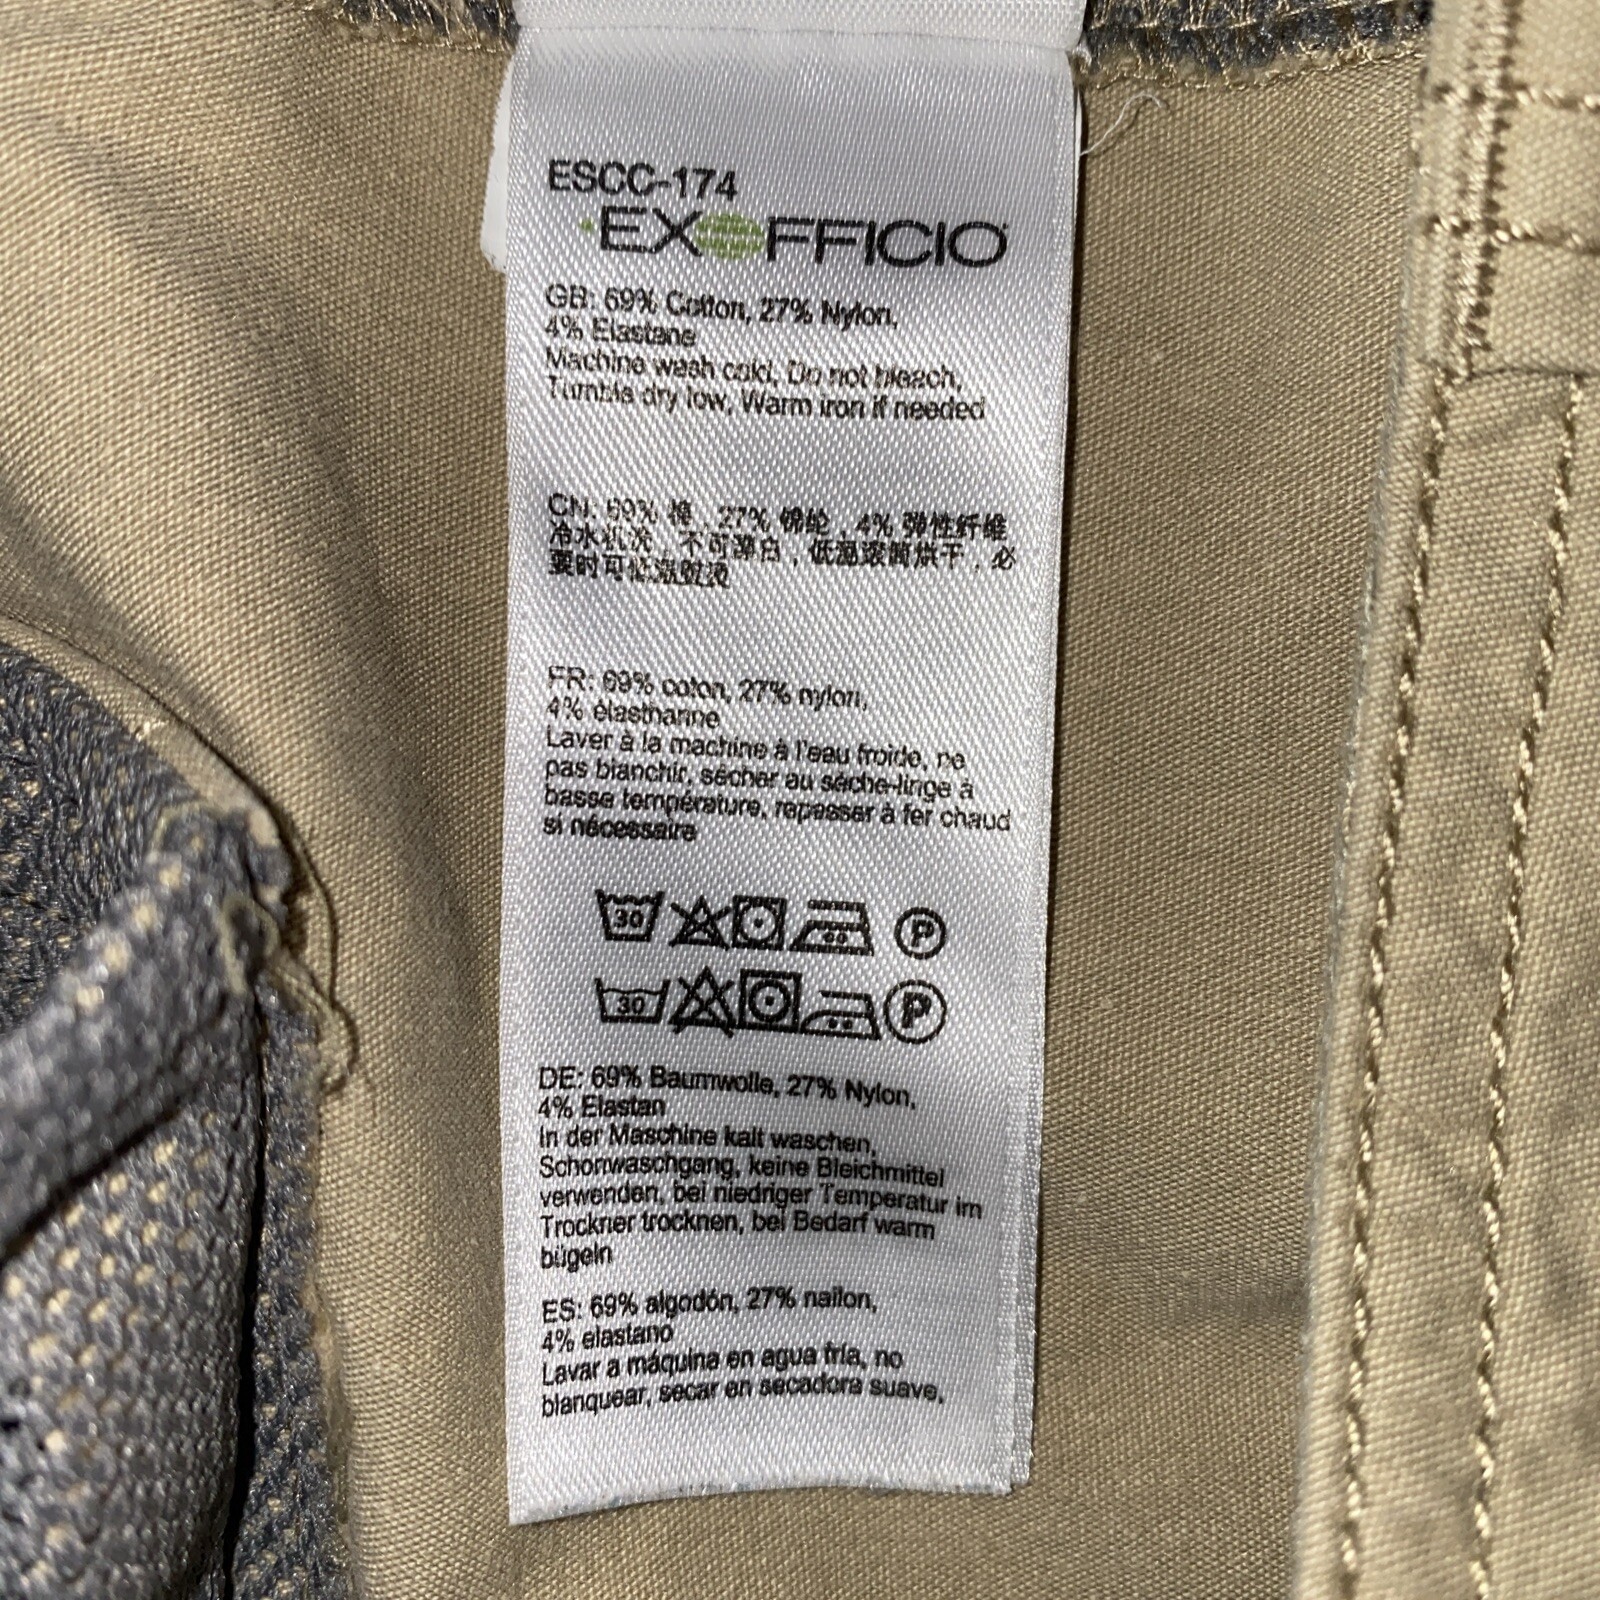 ESCC-174
EXOFFICIO
GB: 69% Cotton, 27% Nylon,
4% Elastane
Machine wash cold, Do not bleach,
Tumble dry low, Warm iron if needed
CN: 69% 棉, 27% 锦纶, 4% 弹性纤维
冷水机洗, 不可漂白, 低温滚筒烘干, 必
要时可低温熨烫
FR: 69% coton, 27% nylon,
4% élasthanne
Laver à la machine à l'eau froide, ne
pas blanchir, sécher au sèche-linge à
basse température, repasser à fer chaud
si nécessaire
30 P
30 P
DE: 69% Baumwolle, 27% Nylon,
4% Elastan
In der Maschine kalt waschen,
Schonwaschgang, keine Bleichmittel
verwenden, bei niedriger Temperatur im
Trockner trocknen, bei Bedarf warm
bügeln
ES: 69% algodón, 27% nailon,
4% elastano
Lavar a máquina en agua fría, no
blanquear, secar en secadora suave,